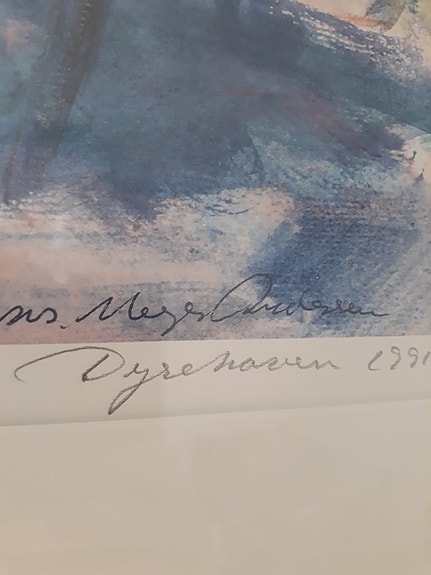 ns. Meyer Andersen
Dyrehaven 1991